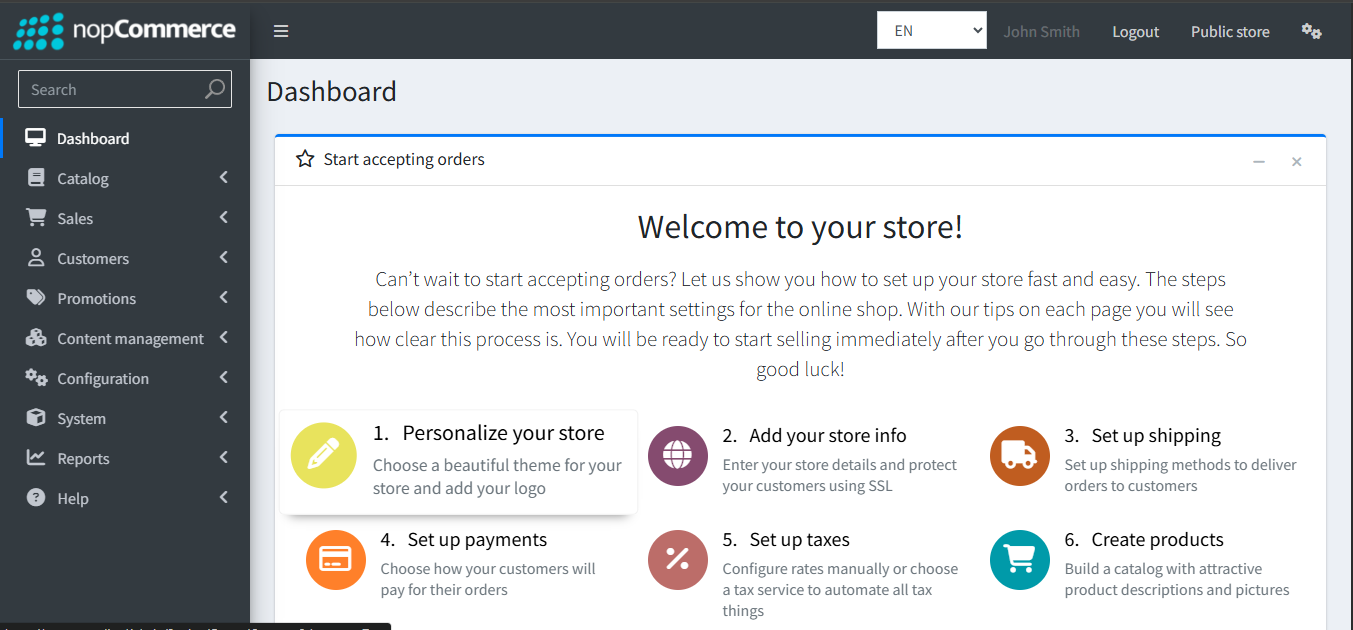 nopCommerce
EN
John Smith
Logout
Public store
Search
Dashboard
Catalog
Sales
Customers
Promotions
Content management
Configuration
System
Reports
Help
Dashboard
Start accepting orders
Welcome to your store!
Can’t wait to start accepting orders? Let us show you how to set up your store fast and easy. The steps
below describe the most important settings for the online shop. With our tips on each page you will see
how clear this process is. You will be ready to start selling immediately after you go through these steps. So
good luck!
1. Personalize your store
Choose a beautiful theme for your
store and add your logo
2. Add your store info
Enter your store details and protect
your customers using SSL
3. Set up shipping
Set up shipping methods to deliver
orders to customers
4. Set up payments
Choose how your customers will
pay for their orders
5. Set up taxes
Configure rates manually or choose
a tax service to automate all tax
things
6. Create products
Build a catalog with attractive
product descriptions and pictures